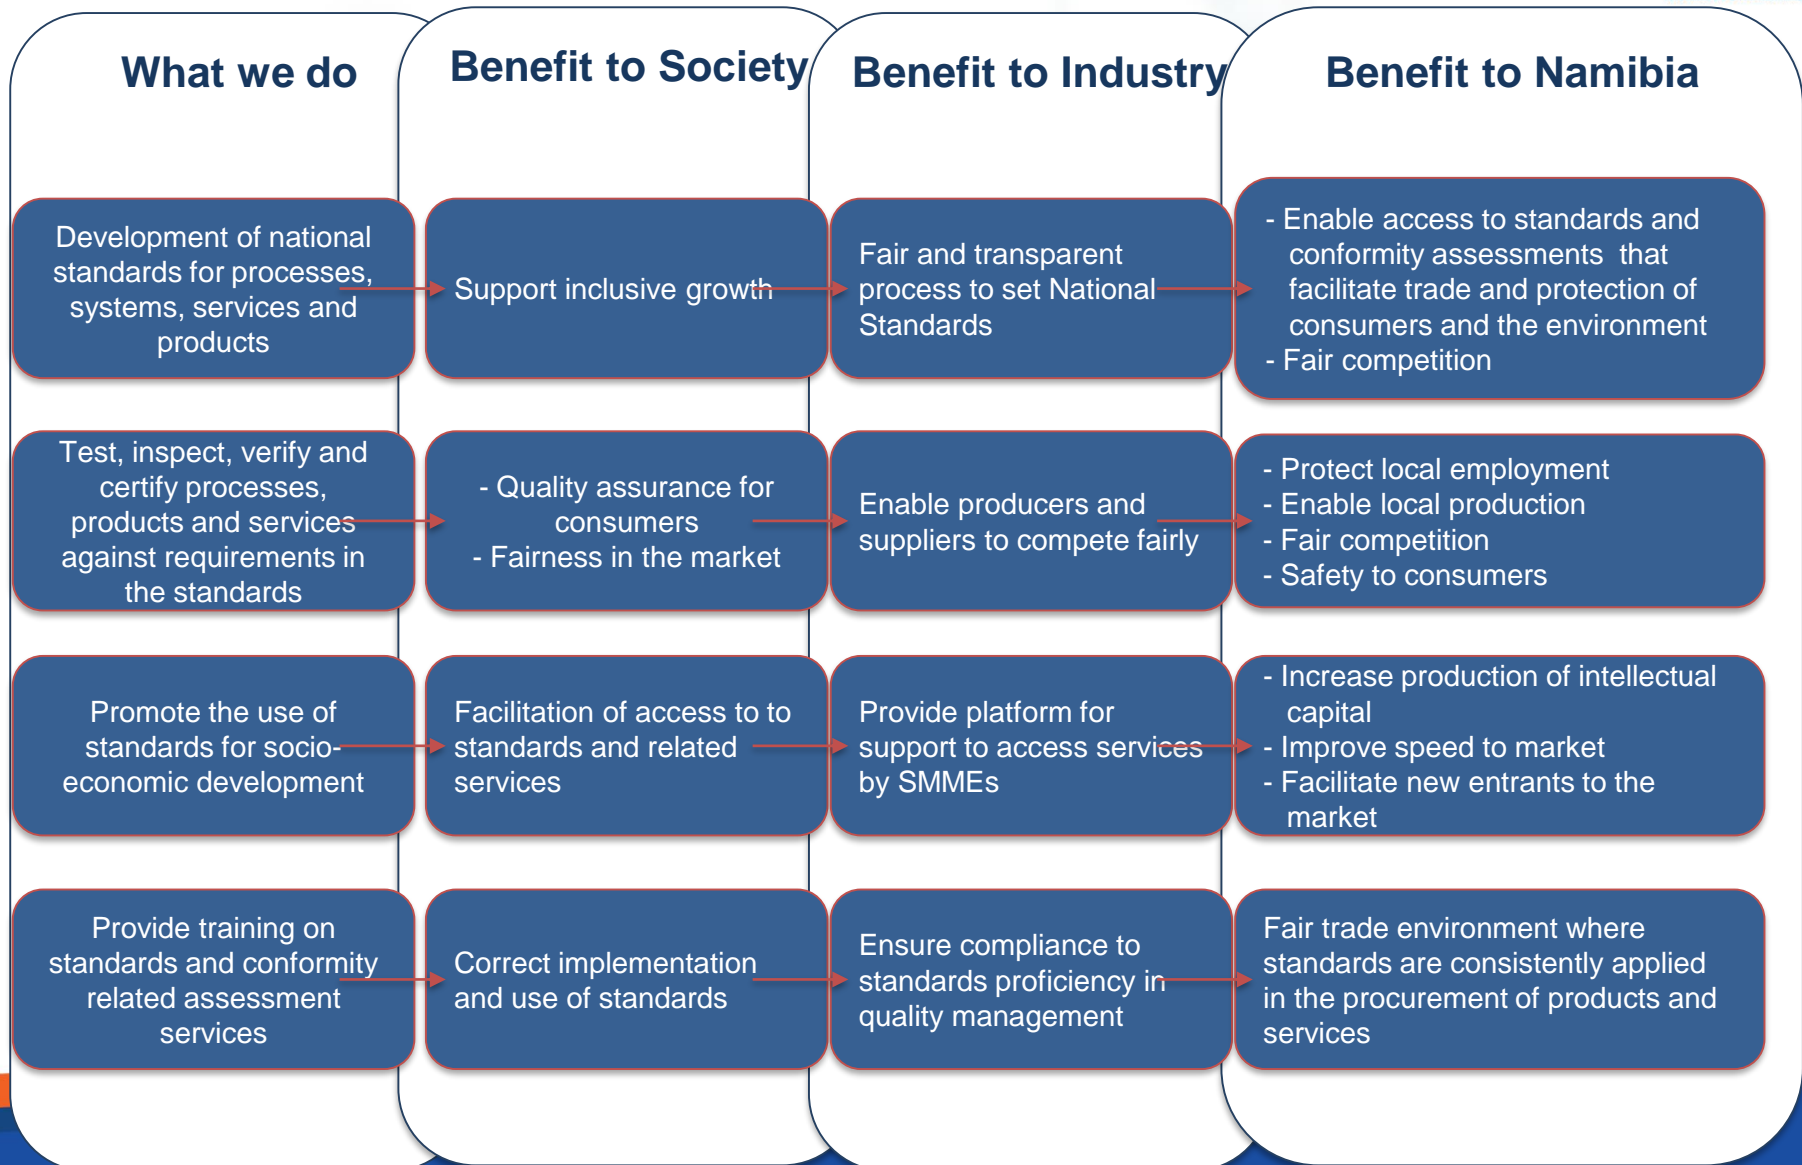 What we do
Benefit to Society
Benefit to Industry
Benefit to Namibia
Development of national
standards for processes,
systems, services and
products
Support inclusive growth
Fair and transparent
process to set National
Standards
- Enable access to standards and
conformity assessments that
facilitate trade and protection of
consumers and the environment
- Fair competition
Test, inspect, verify and
certify processes,
products and services
against requirements in
the standards
- Quality assurance for
consumers
- Fairness in the market
Enable producers and
suppliers to compete fairly
- Protect local employment
- Enable local production
- Fair competition
- Safety to consumers
Promote the use of
standards for socio-
economic development
Facilitation of access to to
standards and related
services
Provide platform for
support to access services
by SMMEs
- Increase production of intellectual
capital
- Improve speed to market
- Facilitate new entrants to the
market
Provide training on
standards and conformity
related assessment
services
Correct implementation
and use of standards
Ensure compliance to
standards proficiency in
quality management
Fair trade environment where
standards are consistently applied
in the procurement of products and
services